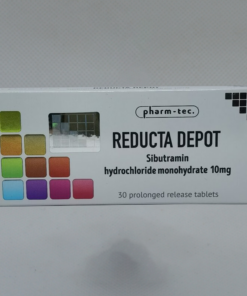 pharm-tec.
REDUCTA DEPOT
Sibutramin
hydrochloride monohydrate 10mg
30 prolonged release tablets